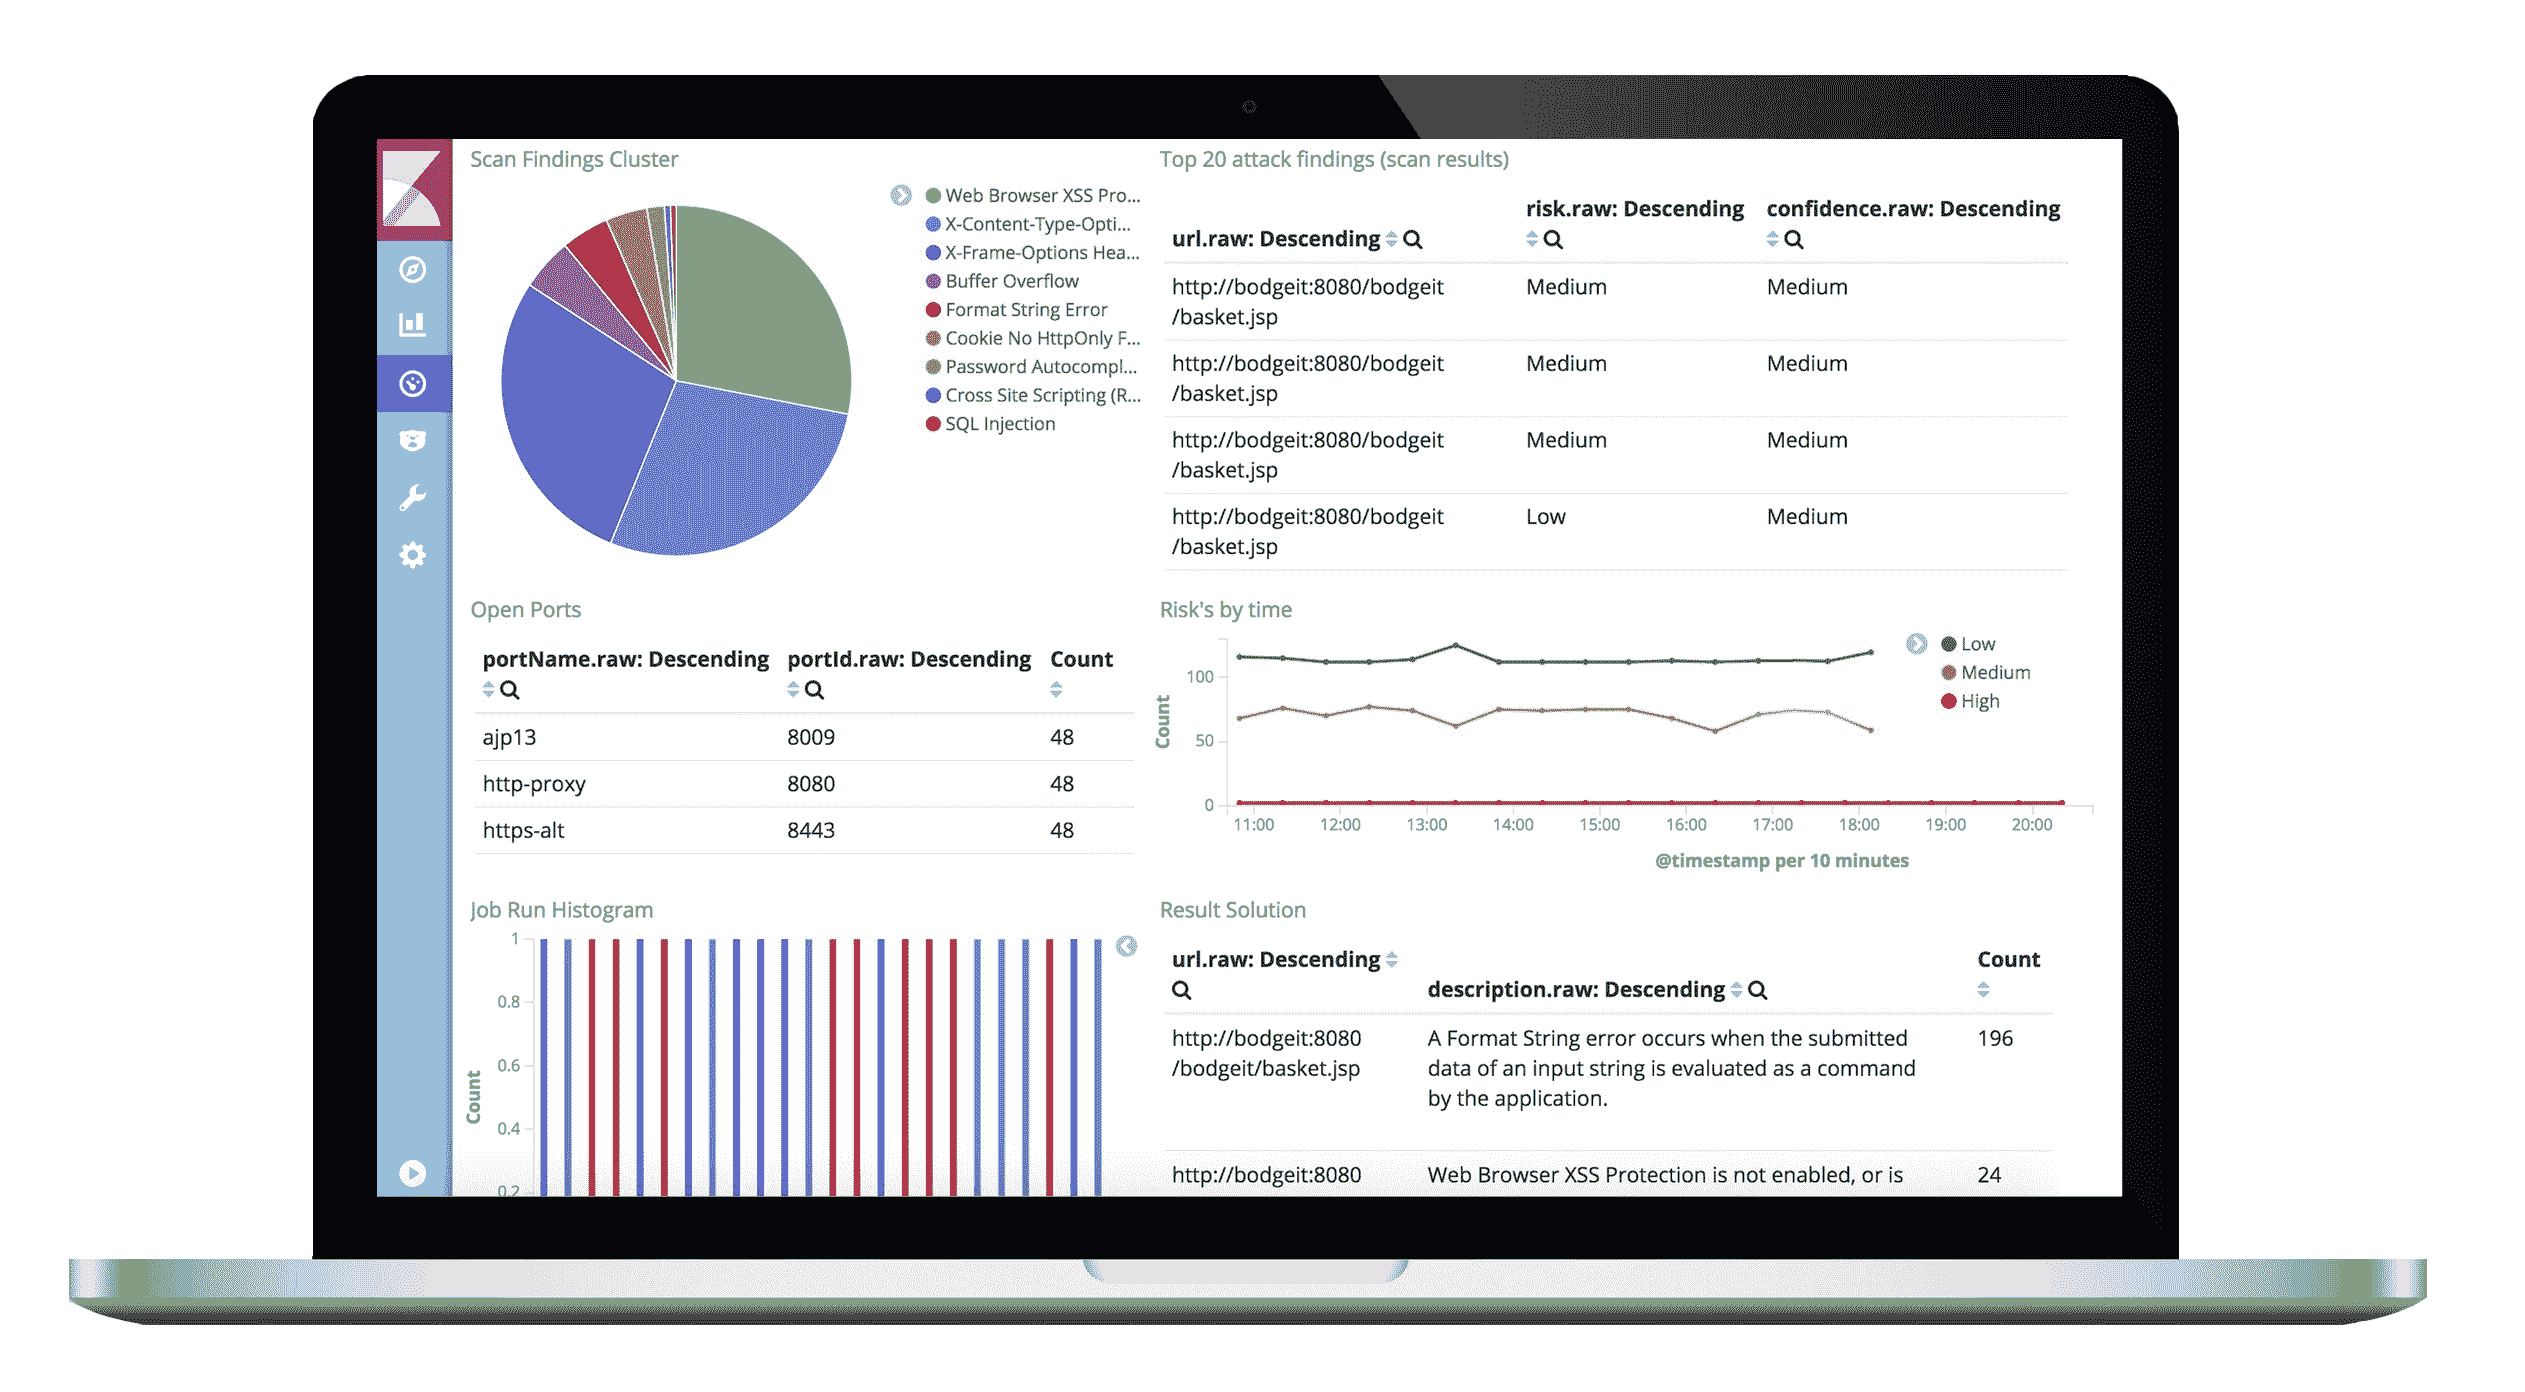 Scan Findings Cluster
Web Browser XSS Pro...
X-Content-Type-Opti...
X-Frame-Options Hea...
Buffer Overflow
Format String Error
Cookie No HttpOnly F...
Password Autocompl...
Cross Site Scripting (R...
SQL Injection
Top 20 attack findings (scan results)
url.raw: Descending
risk.raw: Descending
confidence.raw: Descending
http://bodgeit:8080/bodgeit Medium Medium
/basket.jsp
http://bodgeit:8080/bodgeit Medium Medium
/basket.jsp
http://bodgeit:8080/bodgeit Medium Medium
/basket.jsp
http://bodgeit:8080/bodgeit Low Medium
/basket.jsp
Open Ports
portName.raw: Descending portId.raw: Descending Count
ajp13 8009 48
http-proxy 8080 48
https-alt 8443 48
Risk's by time
Count
100
50
0
11:00 12:00 13:00 14:00 15:00 16:00 17:00 18:00 19:00 20:00
@timestamp per 10 minutes
Low
Medium
High
Job Run Histogram
Count
1
0.8
0.6
0.4
0.2
Result Solution
url.raw: Descending
description.raw: Descending
Count
http://bodgeit:8080 A Format String error occurs when the submitted 196
/bodgeit/basket.jsp data of an input string is evaluated as a command
by the application.
http://bodgeit:8080 Web Browser XSS Protection is not enabled, or is 24